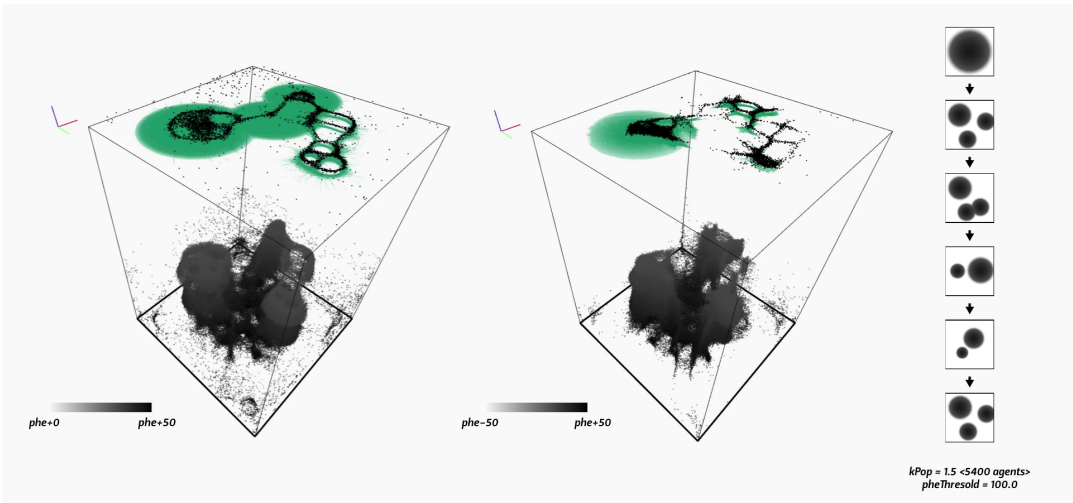 phe+0 phe+50
phe–50 phe+50
kPop = 1.5 <5400 agents>
pheThresold = 100.0